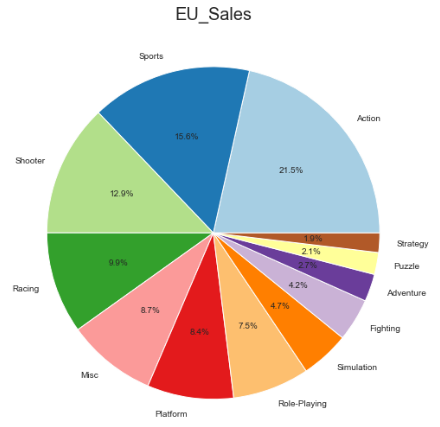 EU_Sales
Sports
Action
Shooter
15.6%
21.5%
12.9%
1.9%
Strategy
2.1%
Puzzle
9.9%
2.7%
Adventure
Racing
8.7%
4.2%
4.7%
Fighting
8.4%
7.5%
Simulation
Misc
Role-Playing
Platform